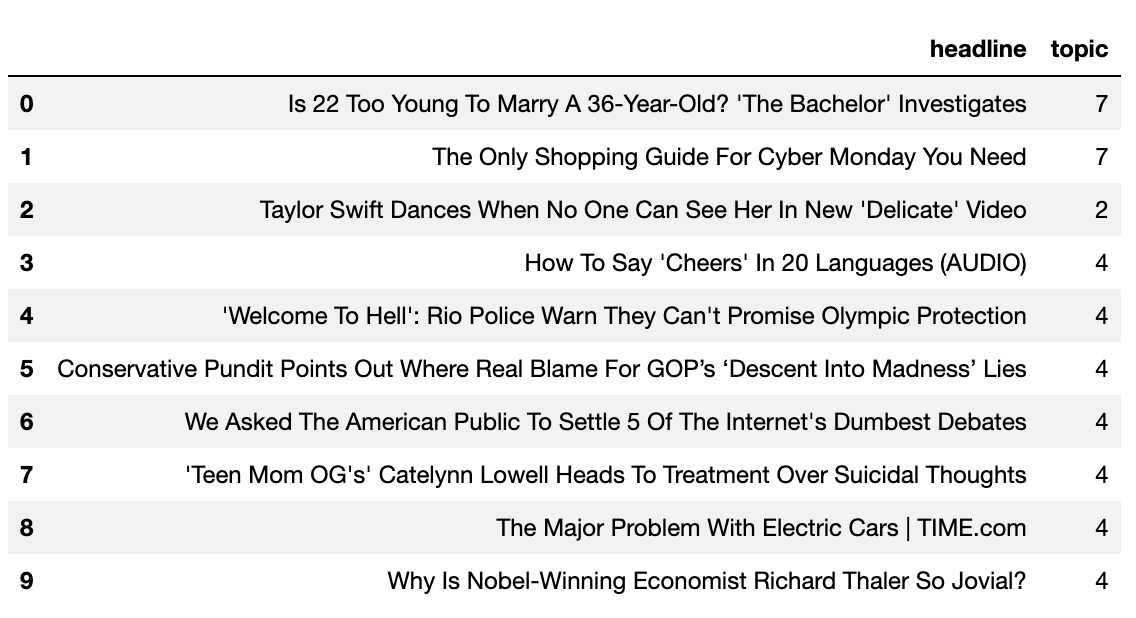 headline topic
0 Is 22 Too Young To Marry A 36-Year-Old? 'The Bachelor' Investigates 7
1 The Only Shopping Guide For Cyber Monday You Need 7
2 Taylor Swift Dances When No One Can See Her In New 'Delicate' Video 2
3 How To Say 'Cheers' In 20 Languages (AUDIO) 4
4 'Welcome To Hell': Rio Police Warn They Can't Promise Olympic Protection 4
5 Conservative Pundit Points Out Where Real Blame For GOP’s ‘Descent Into Madness’ Lies 4
6 We Asked The American Public To Settle 5 Of The Internet's Dumbest Debates 4
7 'Teen Mom OG's' Catelynn Lowell Heads To Treatment Over Suicidal Thoughts 4
8 The Major Problem With Electric Cars | TIME.com 4
9 Why Is Nobel-Winning Economist Richard Thaler So Jovial? 4